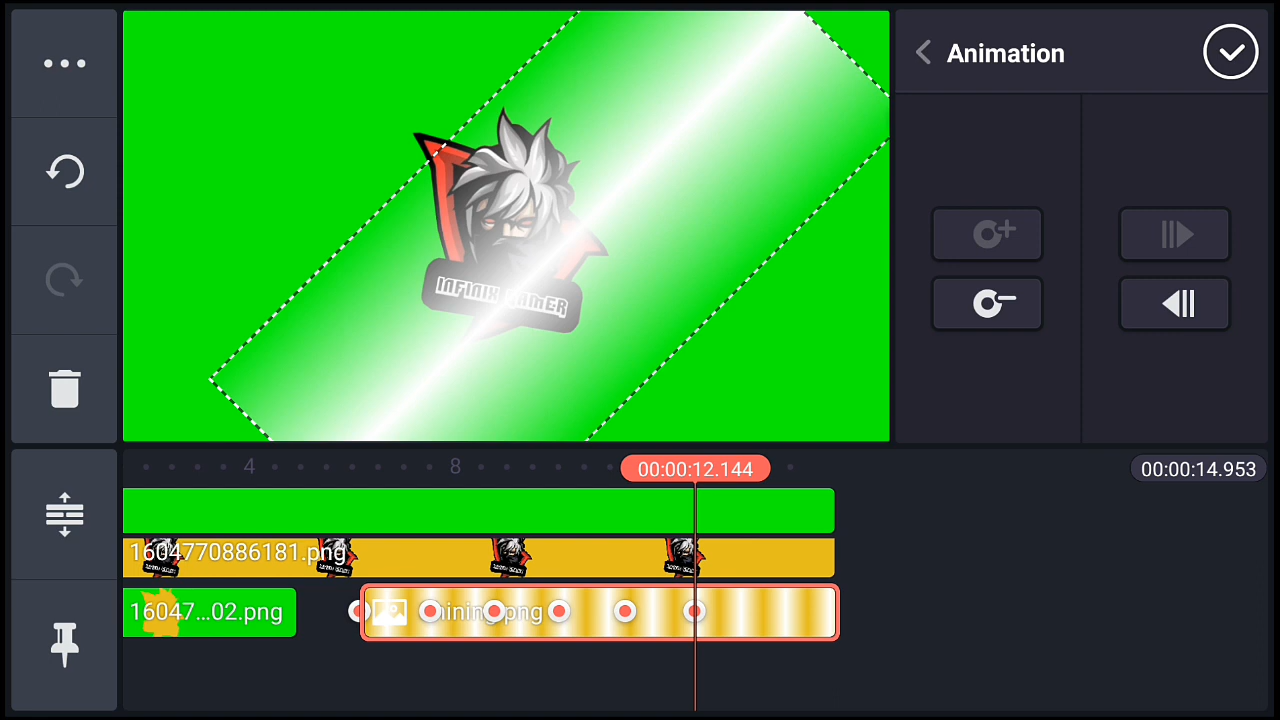 Animation
INFINIX GAMER
4
8
00:00:12.144
00:00:14.953
1604770886181.png
16047...02.png